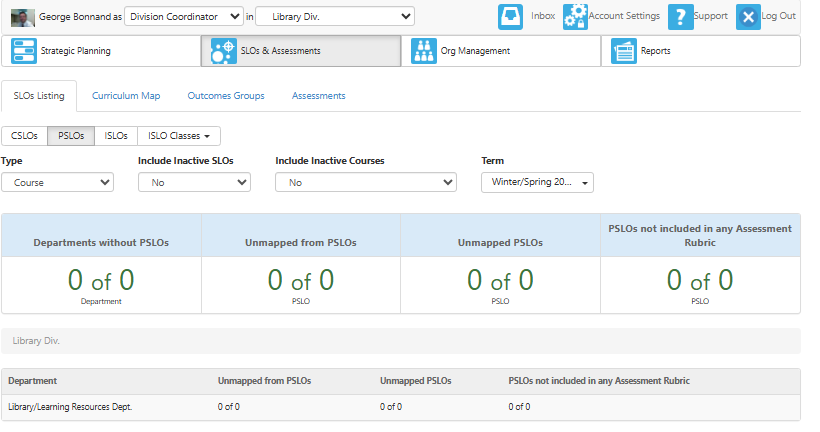 George Bonnand as Division Coordinator in Library Div. Inbox Account Settings Support Log Out
Strategic Planning SLOs & Assessments Org Management Reports
SLOs Listing Curriculum Map Outcomes Groups Assessments
CSLOs PSLOs ISLOs ISLO Classes
Type Include Inactive SLOs Include Inactive Courses Term
Course No No Winter/Spring 20...
Departments without PSLOs Unmapped from PSLOs Unmapped PSLOs PSLOs not included in any Assessment Rubric
0 of 0 0 of 0 0 of 0 0 of 0
Department PSLO PSLO PSLO
Library Div.
Department Unmapped from PSLOs Unmapped PSLOs PSLOs not included in any Assessment Rubric
Library/Learning Resources Dept. 0 of 0 0 of 0 0 of 0